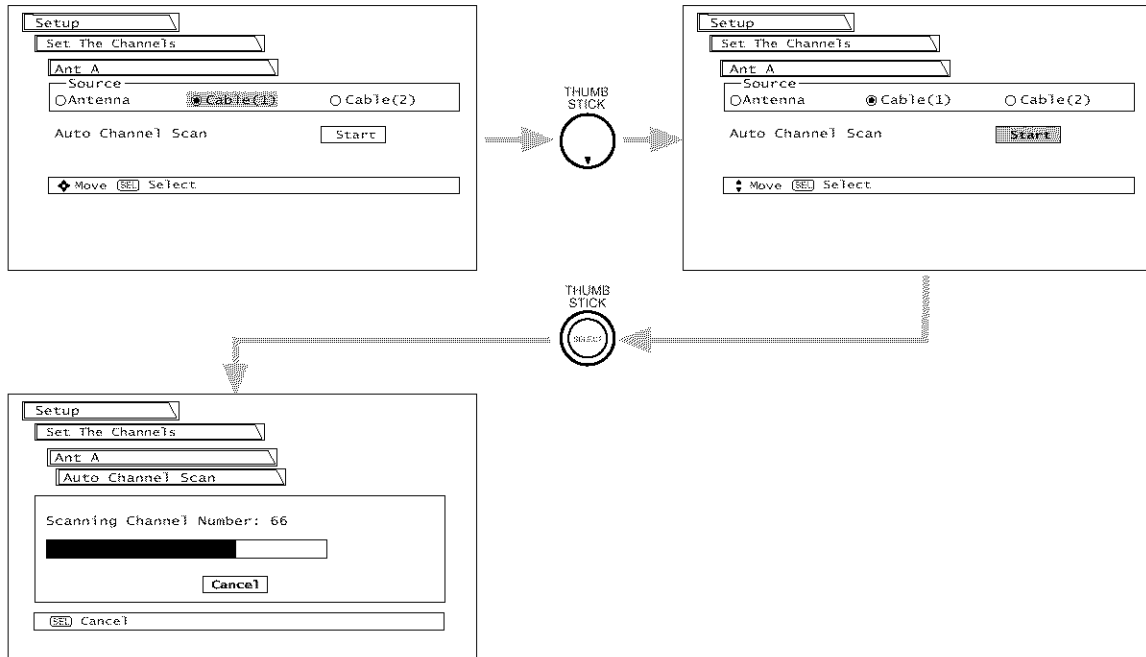 Setup
Set The Channels
Ant A
Source
Antenna Cable(1) Cable(2)
Auto Channel Scan Start
Move SEL Select
THUMB
STICK
Setup
Set The Channels
Ant A
Source
Antenna Cable(1) Cable(2)
Auto Channel Scan Start
Move SEL Select
THUMB
STICK
SELECT
Setup
Set The Channels
Ant A
Auto Channel Scan
Scanning Channel Number: 66
Cancel
SEL Cancel